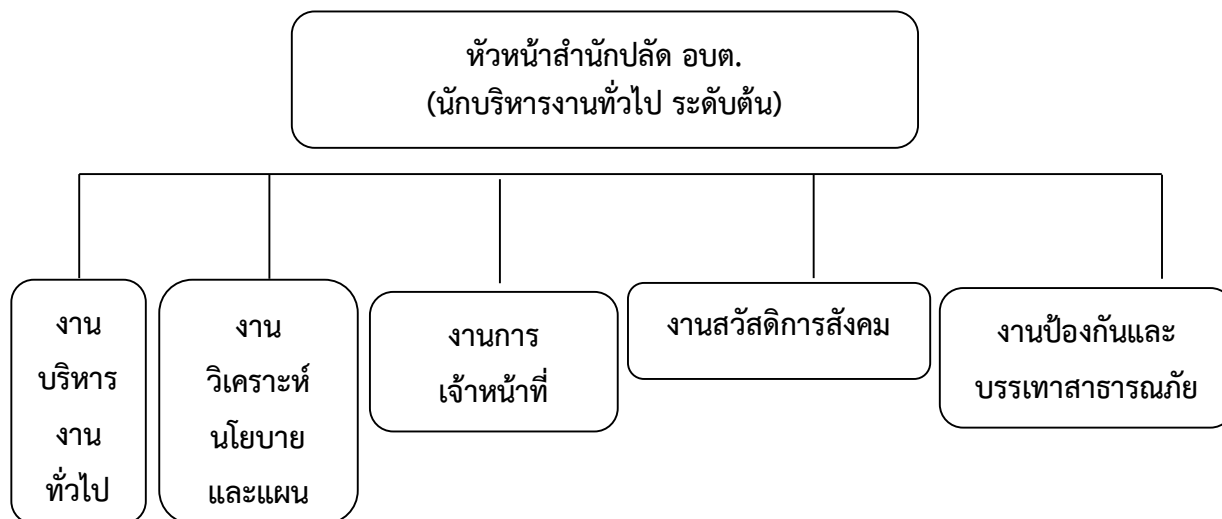 หัวหน้าสำนักปลัด อบต.
(นักบริหารงานทั่วไป ระดับต้น)
งาน
บริหาร
งาน
ทั่วไป
งาน
วิเคราะห์
นโยบาย
และแผน
งานการ
เจ้าหน้าที่
งานสวัสดิการสังคม
งานป้องกันและ
บรรเทาสาธารณภัย